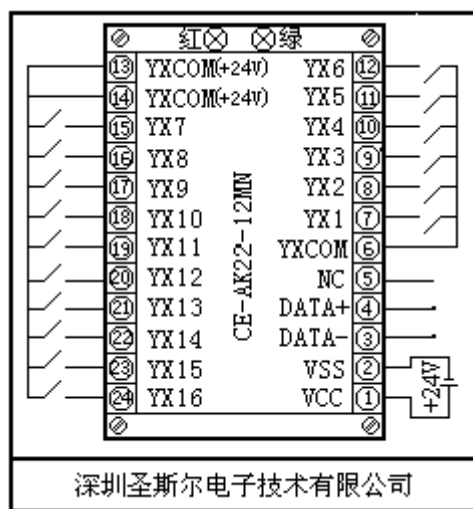 红 绿
13 YXCOM(+24V) YX6 12
14 YXCOM(+24V) YX5 11
15 YX7 YX4 10
16 YX8 YX3 9
17 YX9 YX2 8
18 YX10 YX1 7
19 YX11 YXCOM 6
20 YX12 NC 5
21 YX13 DATA+ 4
22 YX14 DATA- 3
23 YX15 VSS 2
24 YX16 VCC 1
CE-AK22-12MN
+24V
深圳圣斯尔电子技术有限公司